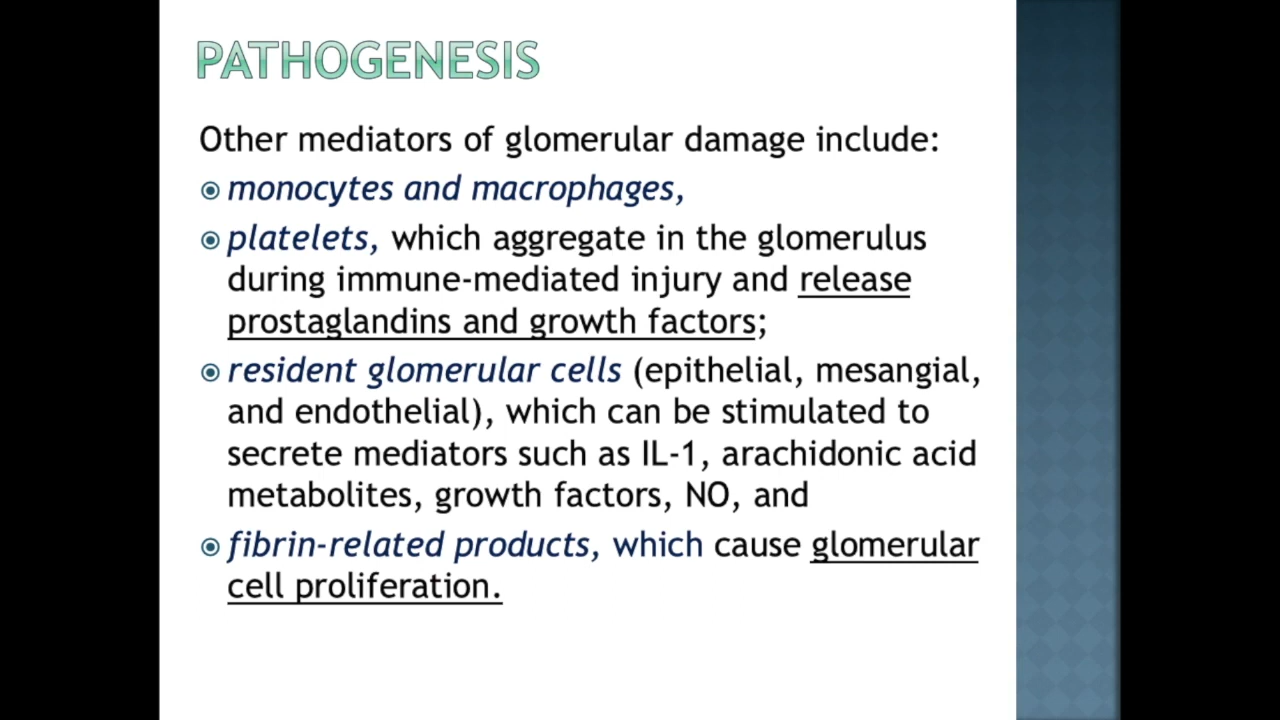 PATHOGENESIS
Other mediators of glomerular damage include:
monocytes and macrophages,
platelets, which aggregate in the glomerulus
during immune-mediated injury and release
prostaglandins and growth factors;
resident glomerular cells (epithelial, mesangial,
and endothelial), which can be stimulated to
secrete mediators such as IL-1, arachidonic acid
metabolites, growth factors, NO, and
fibrin-related products, which cause glomerular
cell proliferation.